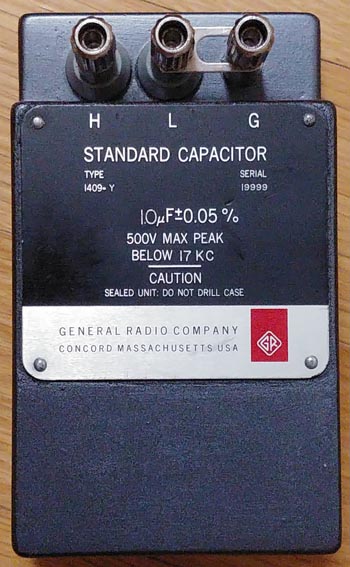 H L G
STANDARD CAPACITOR
TYPE SERIAL
1409-Y 19999
1.0µF±0.05 %
500V MAX PEAK
BELOW 17 KC
CAUTION
SEALED UNIT: DO NOT DRILL CASE
GENERAL RADIO COMPANY
CONCORD MASSACHUSETTS USA
GR